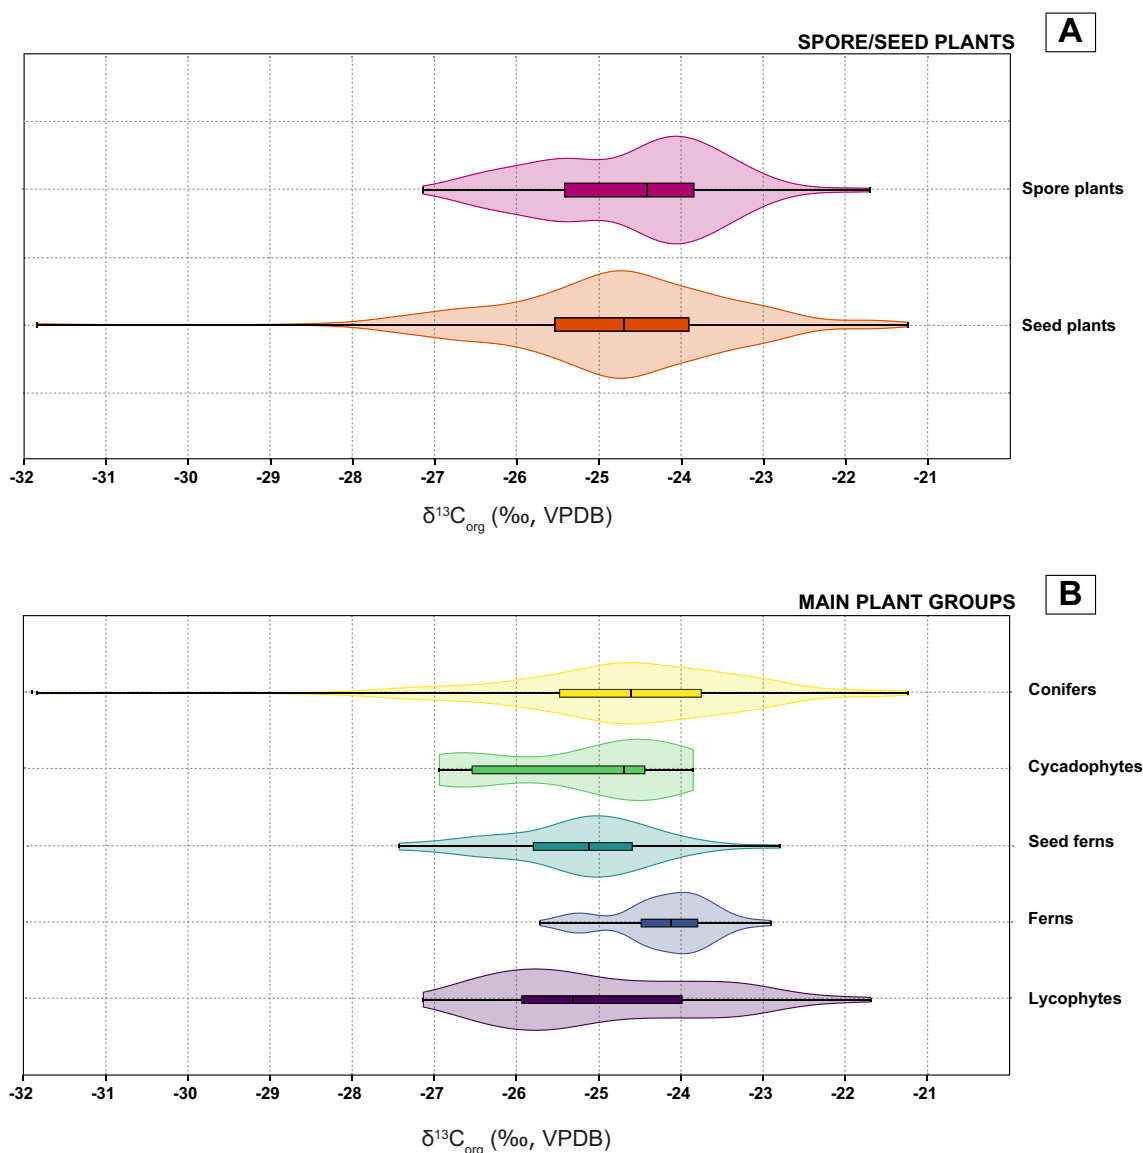 SPORE/SEED PLANTS
A
Spore plants
Seed plants
-32 -31 -30 -29 -28 -27 -26 -25 -24 -23 -22 -21
δ¹³C_org (‰, VPDB)
MAIN PLANT GROUPS
B
Conifers
Cycadophytes
Seed ferns
Ferns
Lycophytes
-32 -31 -30 -29 -28 -27 -26 -25 -24 -23 -22 -21
δ¹³C_org (‰, VPDB)